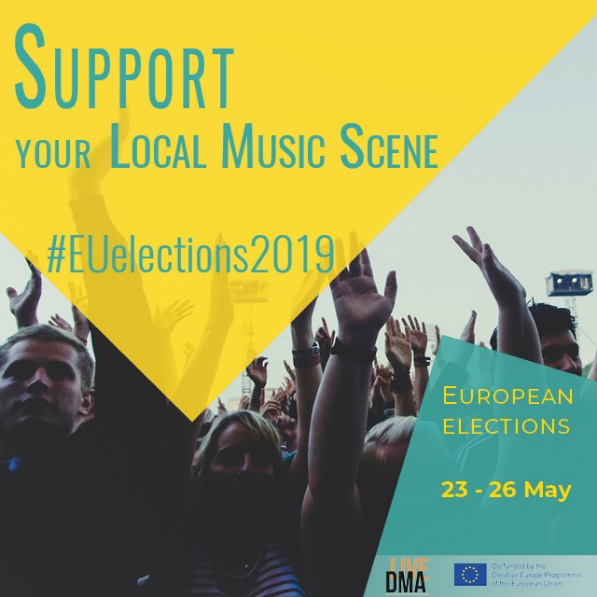 Support
your Local Music Scene
#EUelections2019
European
elections
23 - 26 May
LIVE
DMA
Co-funded by the
Creative Europe Programme
of the European Union